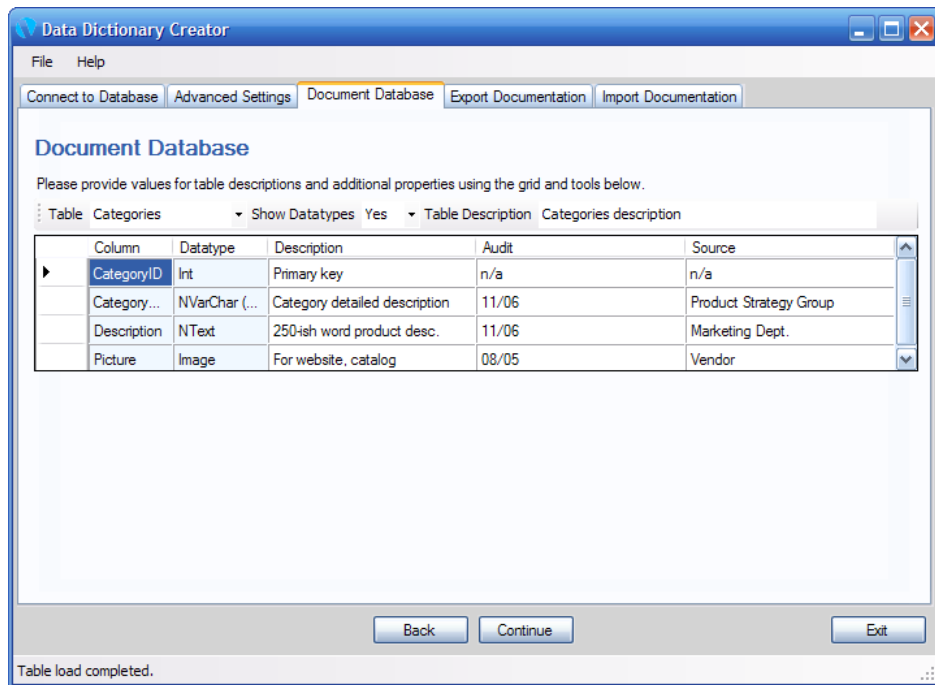 Data Dictionary Creator
File Help
Connect to Database Advanced Settings Document Database Export Documentation Import Documentation
Document Database
Please provide values for table descriptions and additional properties using the grid and tools below.
Table Categories Show Datatypes Yes Table Description Categories description
Column Datatype Description Audit Source
CategoryID Int Primary key n/a n/a
Category... NVarChar (... Category detailed description 11/06 Product Strategy Group
Description NText 250-ish word product desc. 11/06 Marketing Dept.
Picture Image For website, catalog 08/05 Vendor
Back Continue Exit
Table load completed.